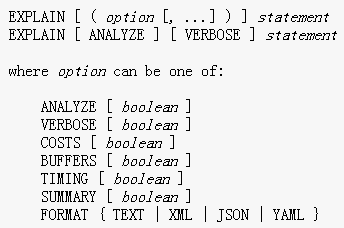 EXPLAIN [ ( option [, ...] ) ] statement
EXPLAIN [ ANALYZE ] [ VERBOSE ] statement
where option can be one of:
ANALYZE [ boolean ]
VERBOSE [ boolean ]
COSTS [ boolean ]
BUFFERS [ boolean ]
TIMING [ boolean ]
SUMMARY [ boolean ]
FORMAT { TEXT | XML | JSON | YAML }